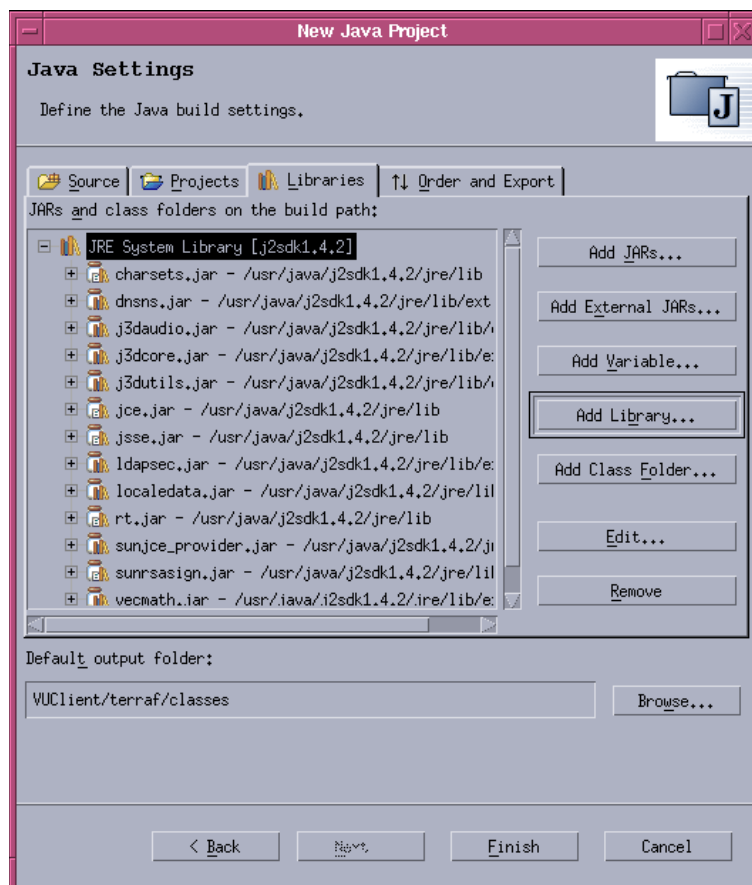 New Java Project
Java Settings
Define the Java build settings.
J
Source Projects Libraries Order and Export
JARs and class folders on the build path:
JRE System Library [j2sdk1.4.2]
charsets.jar - /usr/java/j2sdk1.4.2/jre/lib
dnsns.jar - /usr/java/j2sdk1.4.2/jre/lib/ext
j3daudio.jar - /usr/java/j2sdk1.4.2/jre/lib/
j3dcore.jar - /usr/java/j2sdk1.4.2/jre/lib/e
j3dutils.jar - /usr/java/j2sdk1.4.2/jre/lib/
jce.jar - /usr/java/j2sdk1.4.2/jre/lib
jsse.jar - /usr/java/j2sdk1.4.2/jre/lib
ldapsec.jar - /usr/java/j2sdk1.4.2/jre/lib/e
localedata.jar - /usr/java/j2sdk1.4.2/jre/li
rt.jar - /usr/java/j2sdk1.4.2/jre/lib
sunjce_provider.jar - /usr/java/j2sdk1.4.2/j
sunrsasign.jar - /usr/java/j2sdk1.4.2/jre/li
vecmath.jar - /usr/java/j2sdk1.4.2/jre/lib/e
Add JARs...
Add External JARs...
Add Variable...
Add Library...
Add Class Folder...
Edit...
Remove
Default output folder:
VUClient/terraf/classes
Browse...
< Back Next Finish Cancel